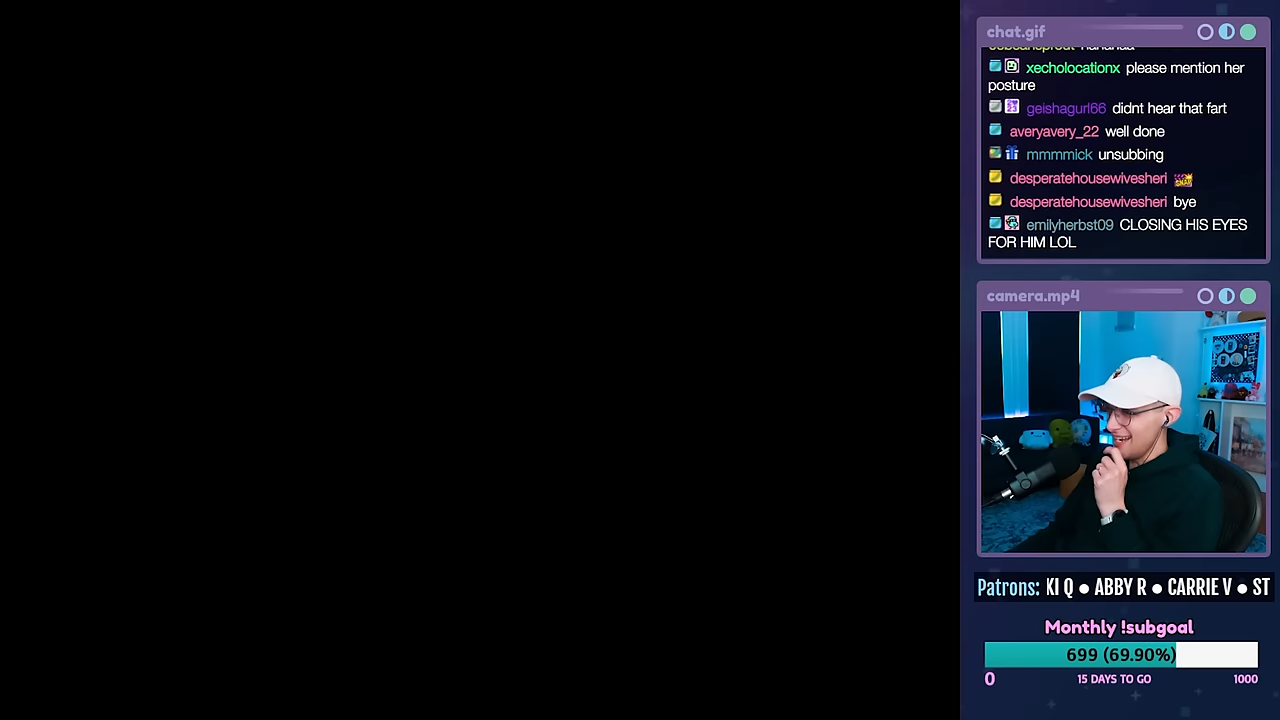 chat.gif
xecholocationx please mention her
posture
geishagurl66 didnt hear that fart
averyavery_22 well done
mmmmick unsubbing
desperatehousewivesheri
desperatehousewivesheri bye
emilyherbst09 CLOSING HIS EYES
FOR HIM LOL
camera.mp4
Patrons: KI Q ● ABBY R ● CARRIE V ● ST
Monthly !subgoal
699 (69.90%)
0 15 DAYS TO GO 1000